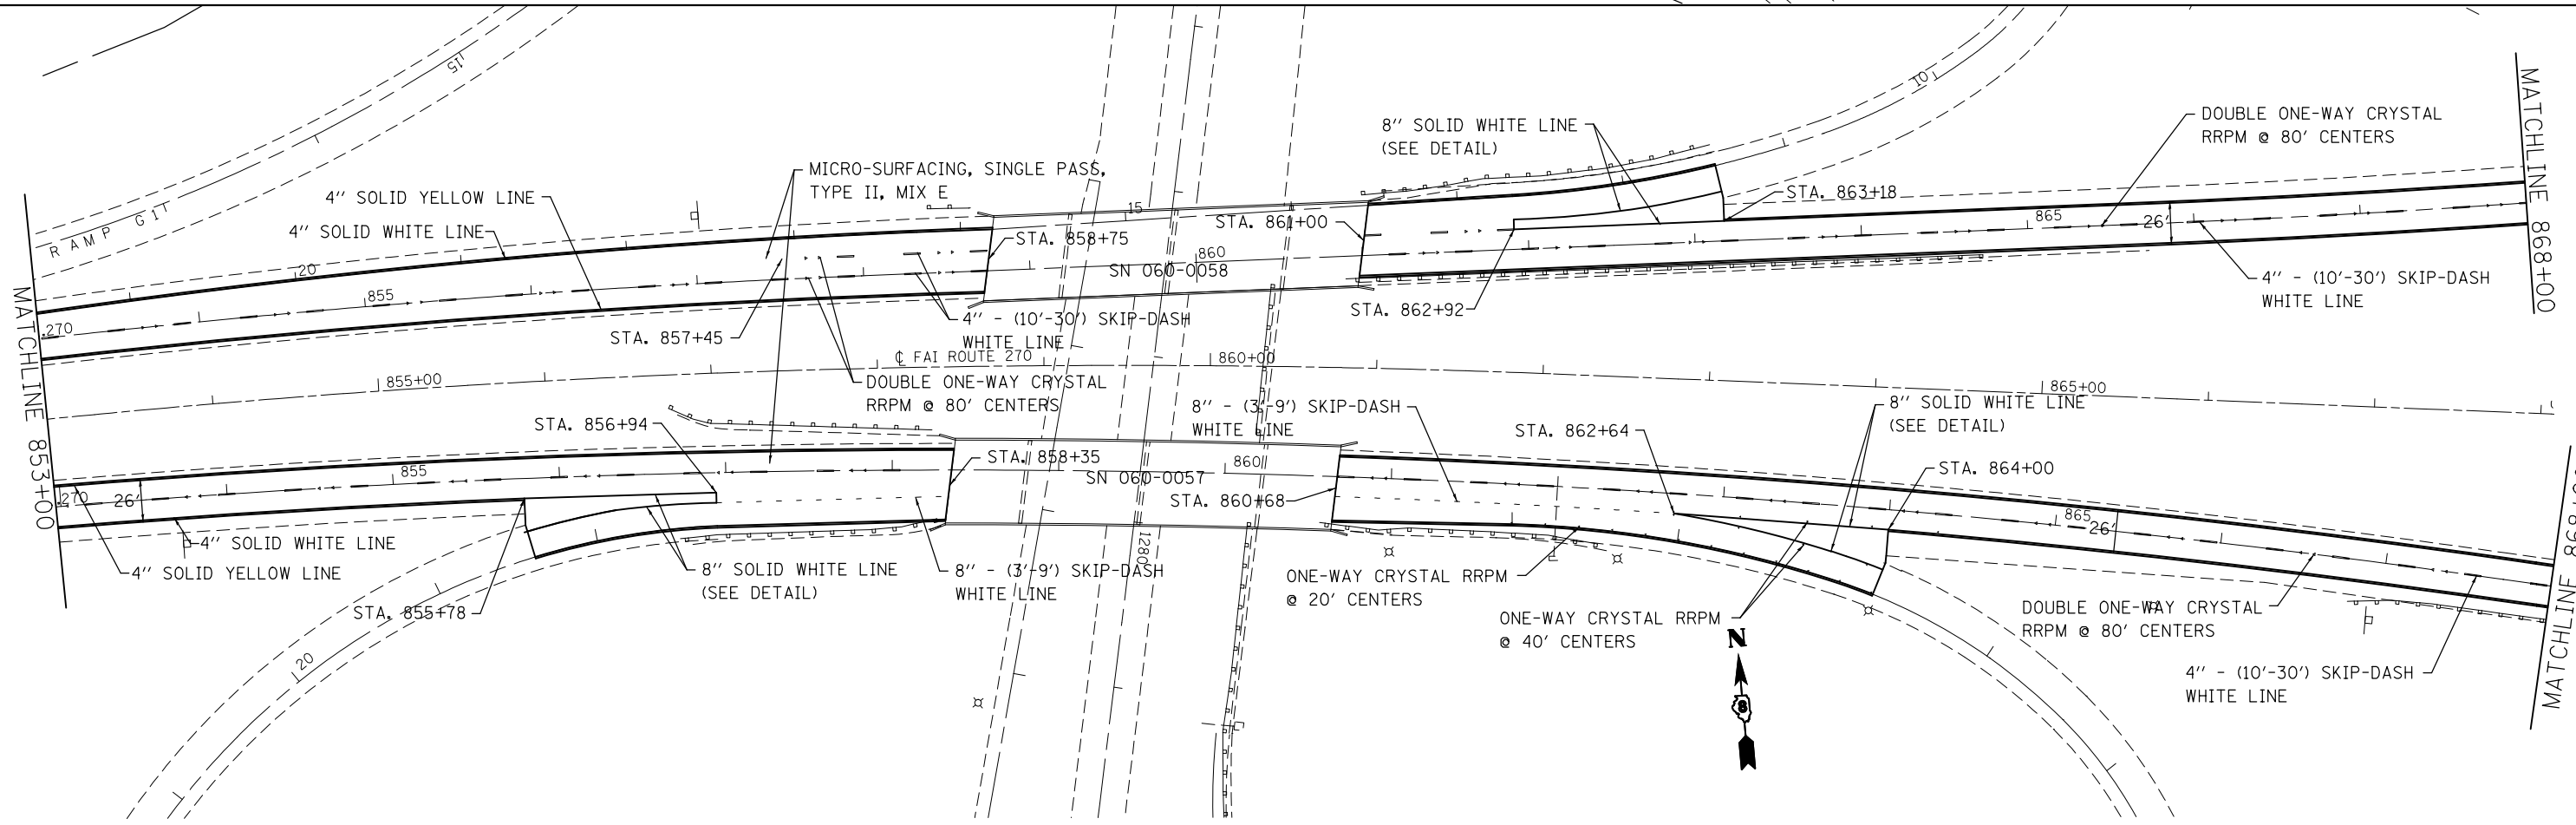 15
RAMP G1
4" SOLID YELLOW LINE
4" SOLID WHITE LINE
MICRO-SURFACING, SINGLE PASS,
TYPE II, MIX E
8" SOLID WHITE LINE
(SEE DETAIL)
10
DOUBLE ONE-WAY CRYSTAL
RRPM @ 80' CENTERS
MATCHLINE 868+00
STA. 863+18
STA. 861+00
15
STA. 858+75
860
SN 060-0058
865
26'
20
855
270
MATCHLINE 853+00
STA. 857+45
4" - (10'-30') SKIP-DASH
WHITE LINE
STA. 862+92
4" - (10'-30') SKIP-DASH
WHITE LINE
℄ FAI ROUTE 270
860+00
855+00
865+00
DOUBLE ONE-WAY CRYSTAL
RRPM @ 80' CENTERS
8" - (3'-9') SKIP-DASH
WHITE LINE
8" SOLID WHITE LINE
(SEE DETAIL)
STA. 856+94
STA. 862+64
STA. 858+35
860
STA. 864+00
855
SN 060-0057
STA. 860+68
270
26'
865
26'
4" SOLID WHITE LINE
4" SOLID YELLOW LINE
8" SOLID WHITE LINE
(SEE DETAIL)
8" - (3'-9') SKIP-DASH
WHITE LINE
1280
ONE-WAY CRYSTAL RRPM
@ 20' CENTERS
STA. 855+78
ONE-WAY CRYSTAL RRPM
@ 40' CENTERS
DOUBLE ONE-WAY CRYSTAL
RRPM @ 80' CENTERS
20
N
8
4" - (10'-30') SKIP-DASH
WHITE LINE
MATCHLINE